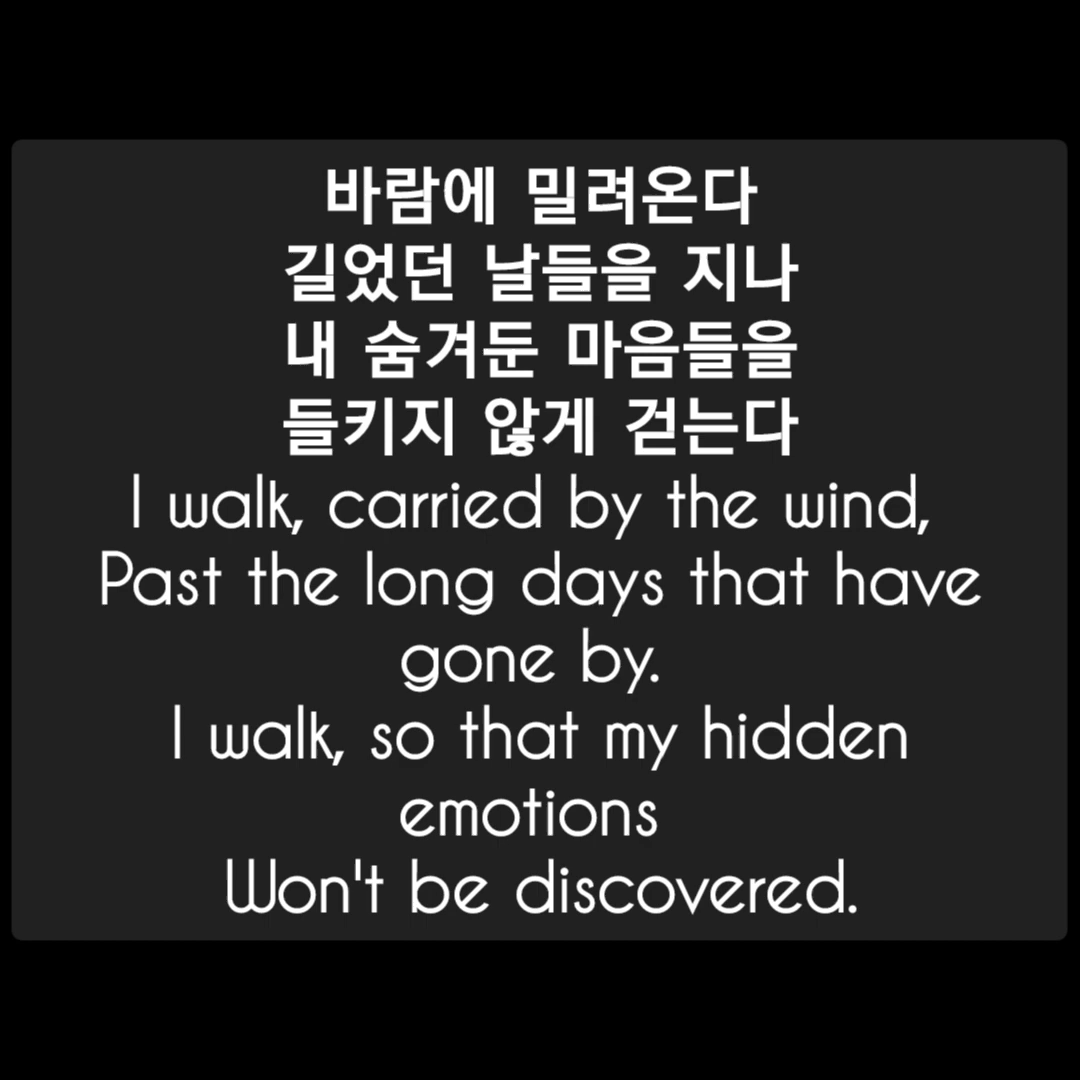 바람에 밀려온다
길었던 날들을 지나
내 숨겨둔 마음들을
들키지 않게 걷는다
I walk, carried by the wind,
Past the long days that have
gone by.
I walk, so that my hidden
emotions
Won't be discovered.